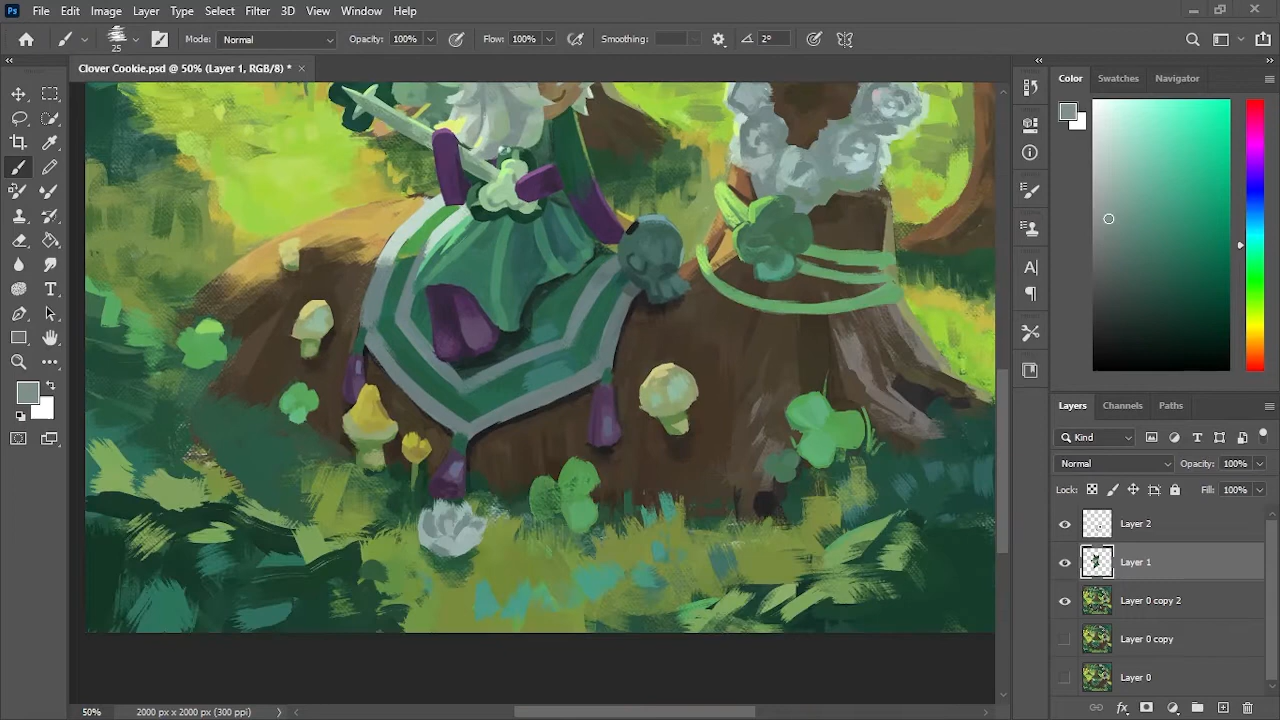 Ps File Edit Image Layer Type Select Filter 3D View Window Help
25 Mode: Normal Opacity: 100% Flow: 100% Smoothing: 2°
Clover Cookie.psd @ 50% (Layer 1, RGB/8) *
Color Swatches Navigator
Layers Channels Paths
Kind
Normal Opacity: 100%
Lock: Fill: 100%
Layer 2
Layer 1
Layer 0 copy 2
Layer 0 copy
Layer 0
50% 2000 px x 2000 px (300 ppi)